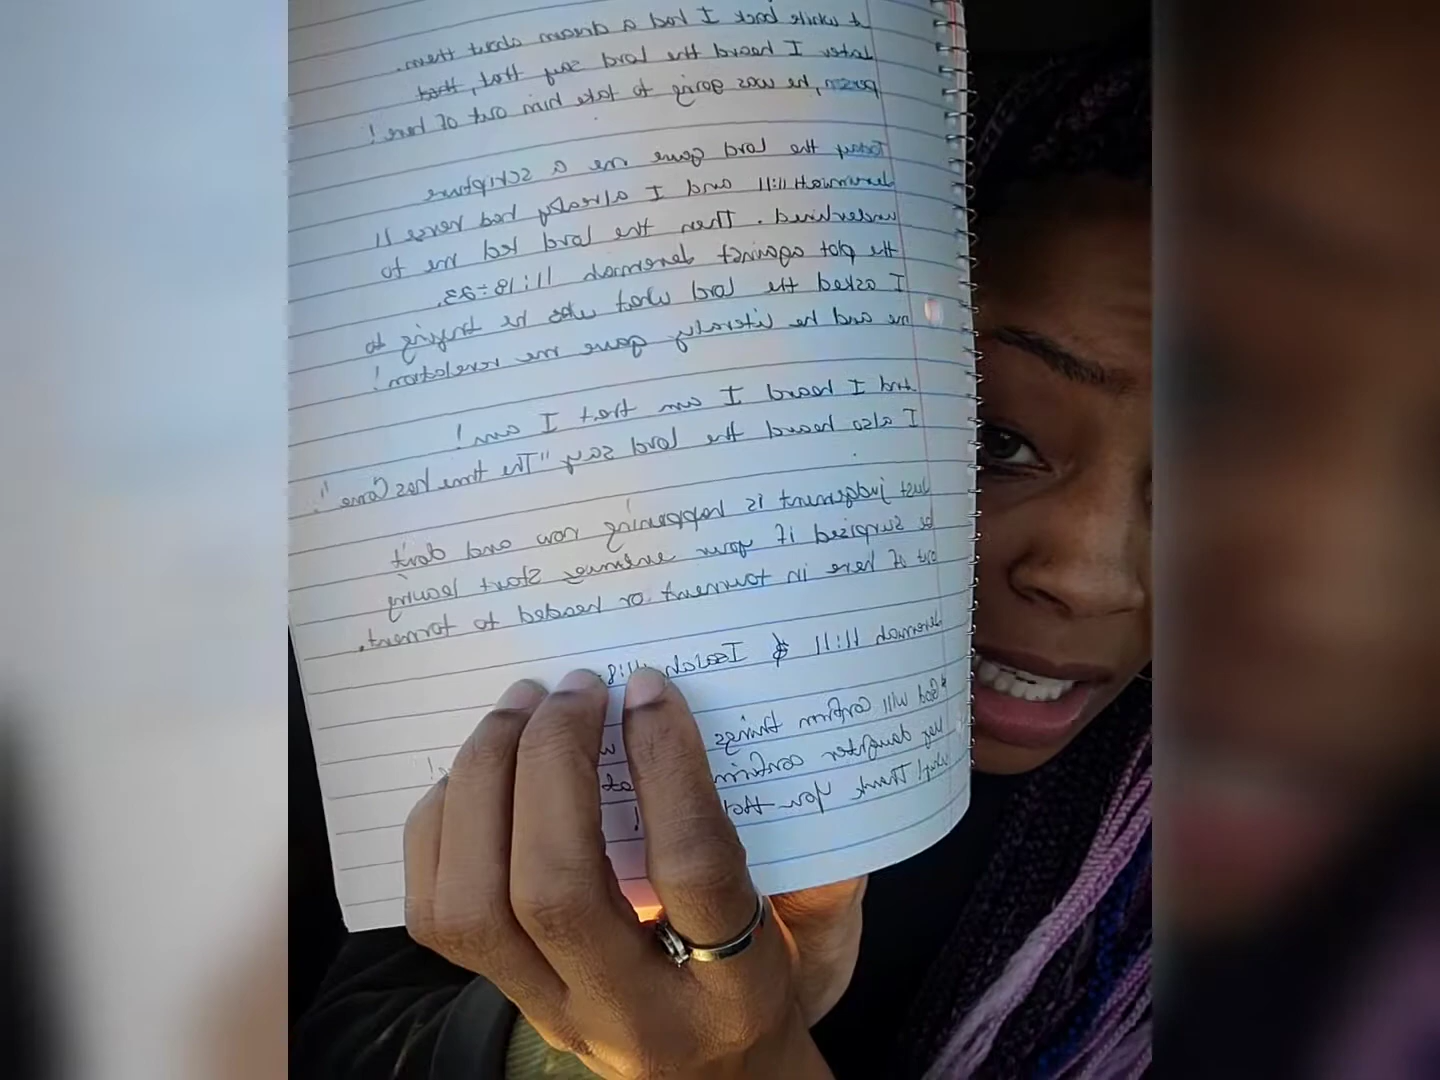 A while back I had a dream about them.
later I heard the lord say that, that
person, he was going to take him out of here!
Today the lord gave me a scripture
Jeremiah 11:11 and I already had verse 11
underlined. Then the lord led me to
the plot against Jeremiah 11:18-23.
I asked the lord what was he trying to
me and he literally gave me revelation!
And I heard I am that I am!
I also heard the lord say "The time has Come"!
Just judgement is happening now and don't
be surprised if your enemies start leaving
out of here in torment or headed to torment.
Jeremiah 11:11 & Isaiah 41:8-
*God will confirm things
her daughter confirm
Thank you